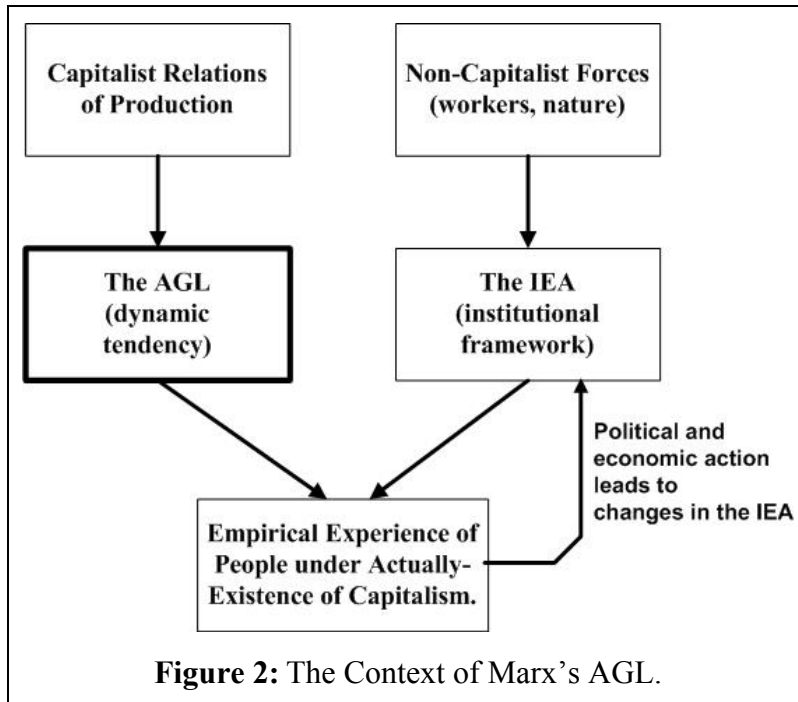 Capitalist Relations
of Production
Non-Capitalist Forces
(workers, nature)
The AGL
(dynamic
tendency)
The IEA
(institutional
framework)
Political and
economic action
leads to
changes in the IEA
Empirical Experience of
People under Actually-
Existence of Capitalism.
Figure 2: The Context of Marx’s AGL.